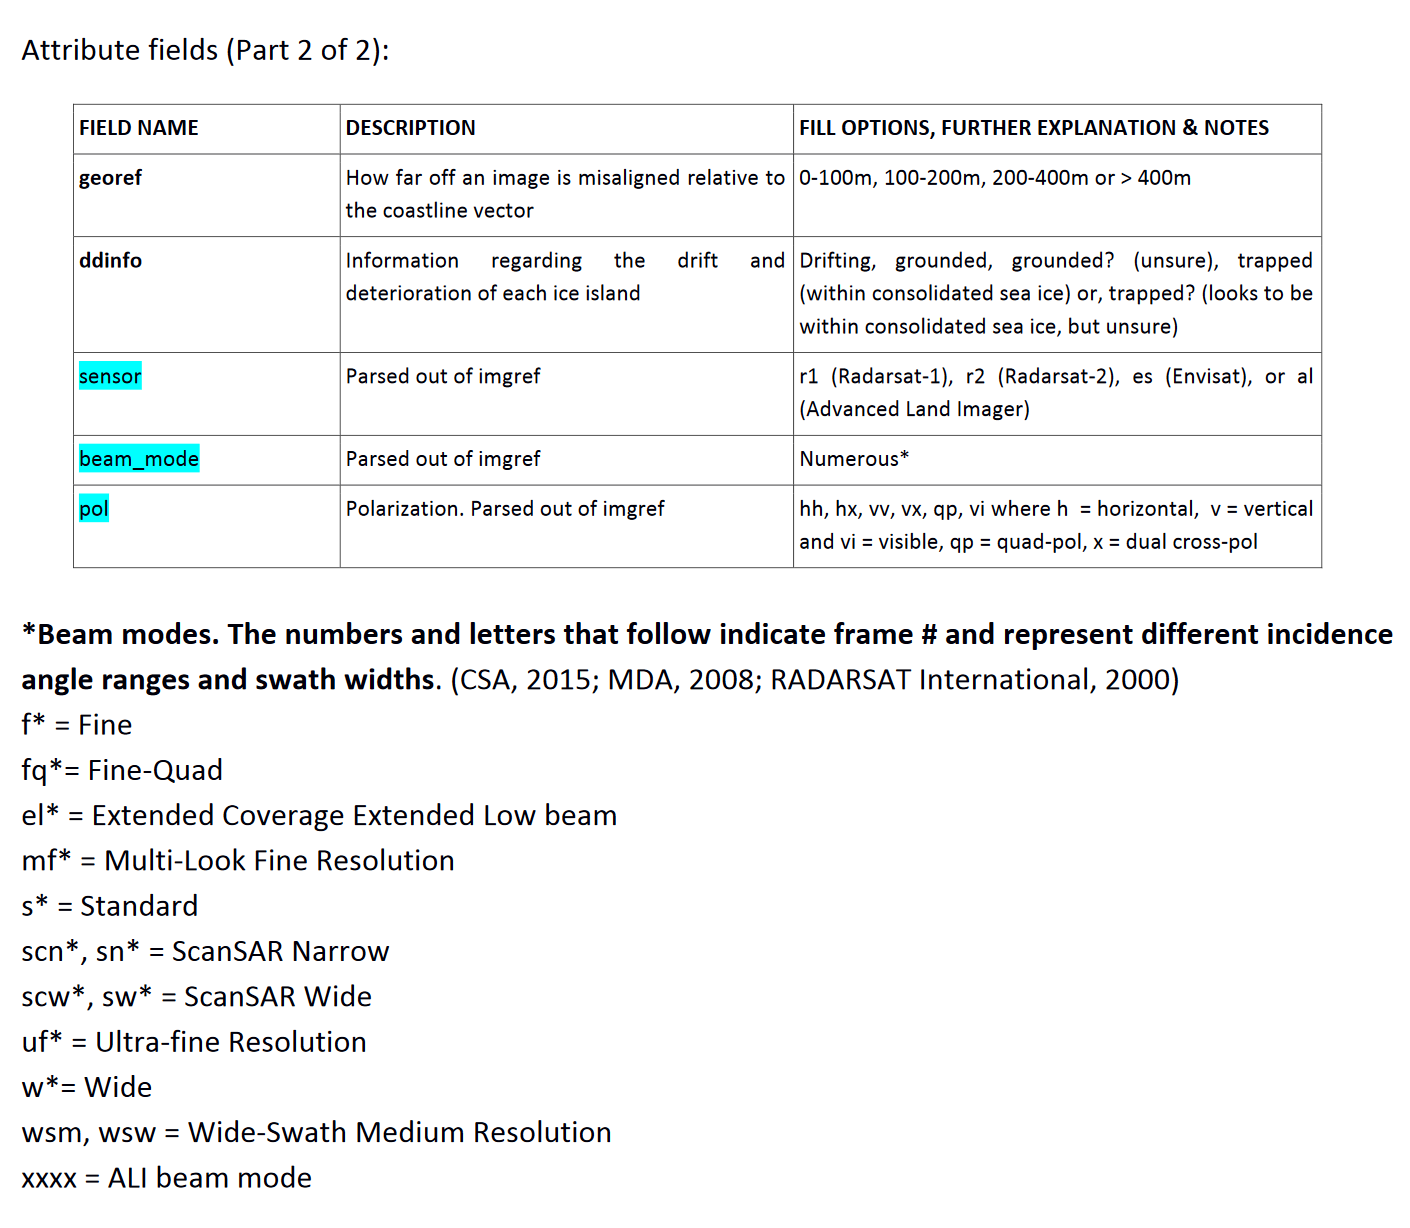 Attribute fields (Part 2 of 2):
FIELD NAME
DESCRIPTION
FILL OPTIONS, FURTHER EXPLANATION & NOTES
georef
How far off an image is misaligned relative to
the coastline vector
0-100m, 100-200m, 200-400m or > 400m
ddinfo
Information regarding the drift and
deterioration of each ice island
Drifting, grounded, grounded? (unsure), trapped
(within consolidated sea ice) or, trapped? (looks to be
within consolidated sea ice, but unsure)
sensor
Parsed out of imgref
r1 (Radarsat-1), r2 (Radarsat-2), es (Envisat), or al
(Advanced Land Imager)
beam_mode
Parsed out of imgref
Numerous*
pol
Polarization. Parsed out of imgref
hh, hx, vv, vx, qp, vi where h = horizontal, v = vertical
and vi = visible, qp = quad-pol, x = dual cross-pol
*Beam modes. The numbers and letters that follow indicate frame # and represent different incidence
angle ranges and swath widths. (CSA, 2015; MDA, 2008; RADARSAT International, 2000)
f* = Fine
fq*= Fine-Quad
el* = Extended Coverage Extended Low beam
mf* = Multi-Look Fine Resolution
s* = Standard
scn*, sn* = ScanSAR Narrow
scw*, sw* = ScanSAR Wide
uf* = Ultra-fine Resolution
w*= Wide
wsm, wsw = Wide-Swath Medium Resolution
xxxx = ALI beam mode